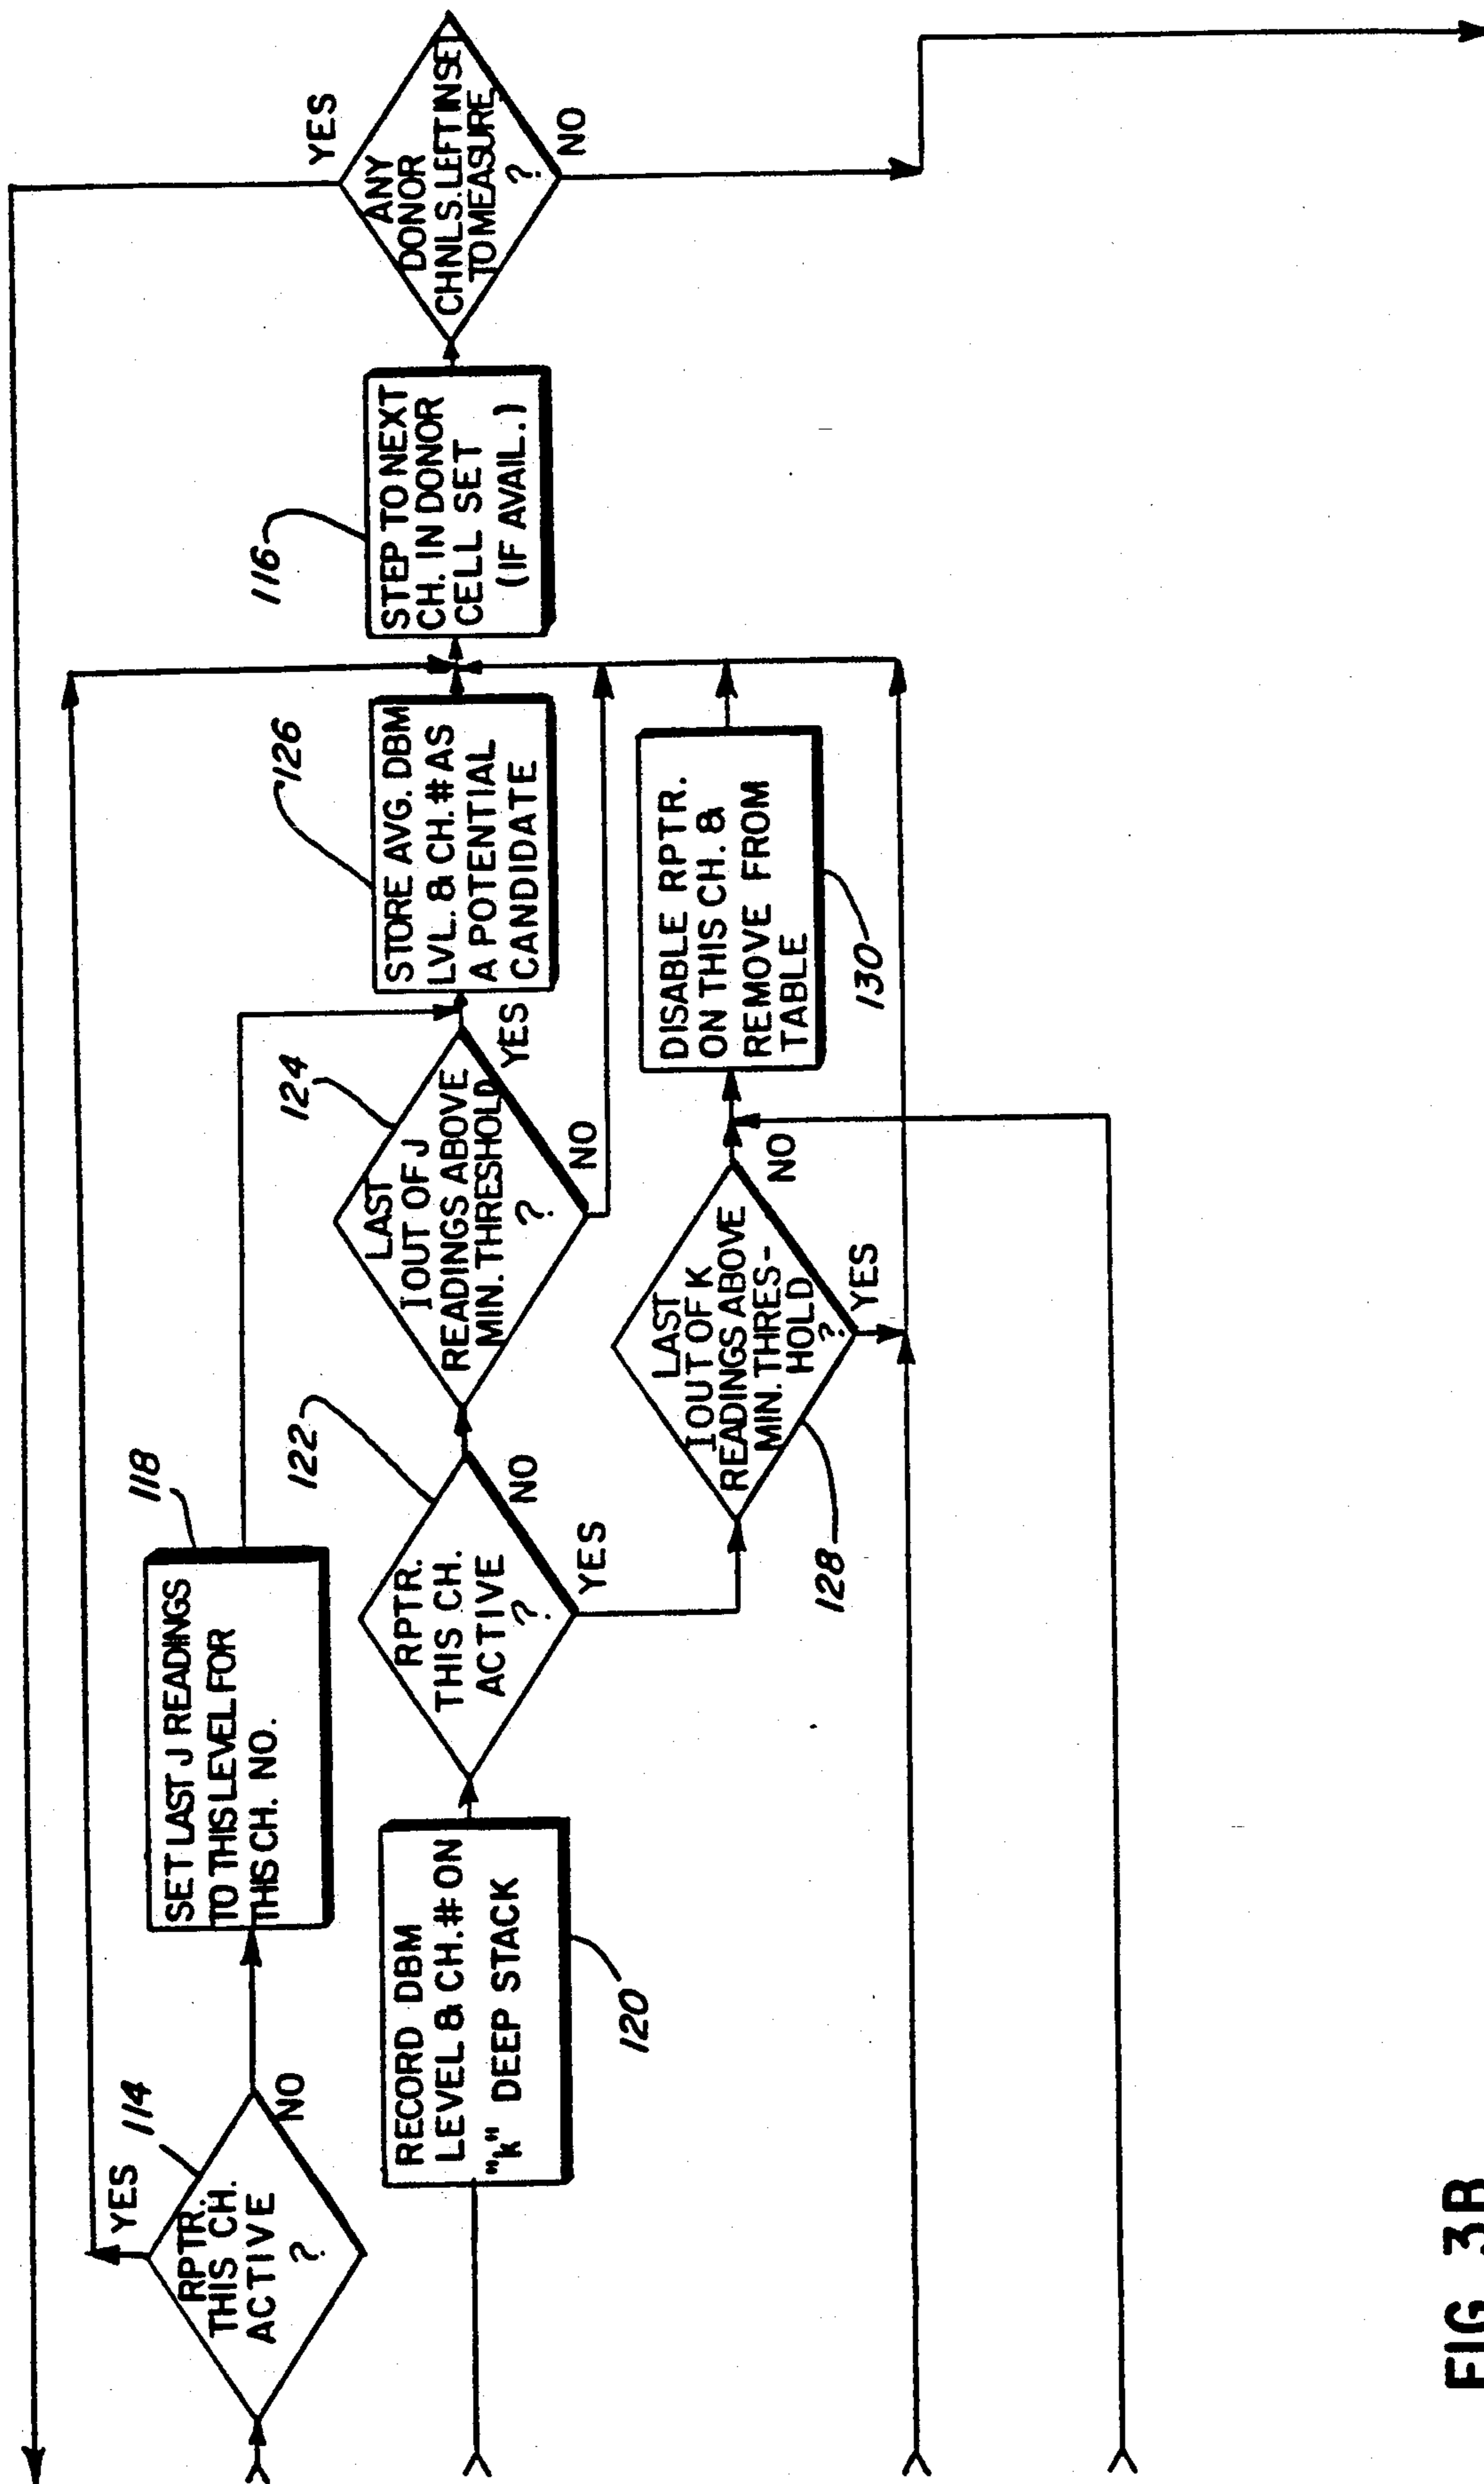 YES
114
RPTR.
THIS CH.
ACTIVE
?
NO
118
SET LAST J READINGS
TO THIS LEVEL FOR
THIS CH. NO.
RECORD DBM
LEVEL & CH. # ON
"k" DEEP STACK
120
122
RPTR.
THIS CH.
ACTIVE
?
NO
YES
124
LAST
I OUT OF J
READINGS ABOVE
MIN. THRESHOLD
?
YES
NO
126
STORE AVG. DBM
LVL. & CH. # AS
A POTENTIAL
CANDIDATE
LAST
I OUT OF K
READINGS ABOVE
MIN. THRES-
HOLD
?
128
NO
YES
DISABLE RPTR.
ON THIS CH. &
REMOVE FROM
TABLE
130
116
STEP TO NEXT
CH. IN DONOR
CELL SET
(IF AVAIL.)
YES
ANY
DONOR
CHNLS. LEFT IN SE
TO MEASURE
?
NO
FIG. 3B